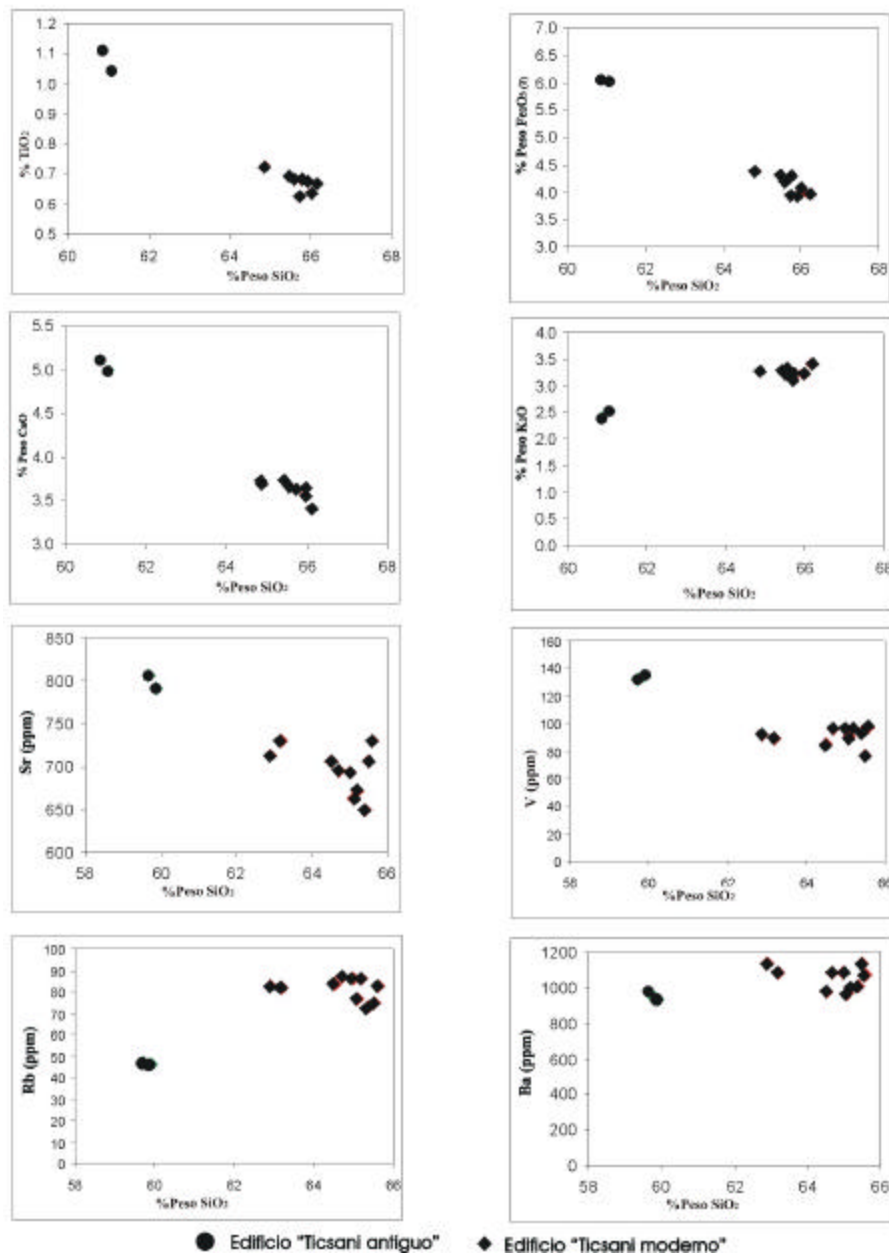 1.2
1.1
1.0
0.9
0.8
0.7
0.6
0.5
% TiO2
60 62 64 66 68
%Peso SiO2
7.0
6.5
6.0
5.5
5.0
4.5
4.0
3.5
3.0
% Peso Fe2O3 (t)
60 62 64 66 68
%Peso SiO2
5.5
5.0
4.5
4.0
3.5
3.0
% Peso CaO
60 62 64 66 68
%Peso SiO2
4.0
3.5
3.0
2.5
2.0
1.5
1.0
0.5
0.0
% Peso K2O
60 62 64 66 68
%Peso SiO2
850
800
750
700
650
600
Sr (ppm)
58 60 62 64 66
%Peso SiO2
160
140
120
100
80
60
40
20
0
V (ppm)
58 60 62 64 66
%Peso SiO2
100
90
80
70
60
50
40
30
20
10
0
Rb (ppm)
58 60 62 64 66
%Peso SiO2
1200
1000
800
600
400
200
0
Ba (ppm)
58 60 62 64 66
%Peso SiO2
Edificio "Ticsani antiguo" Edificio "Ticsani moderno"